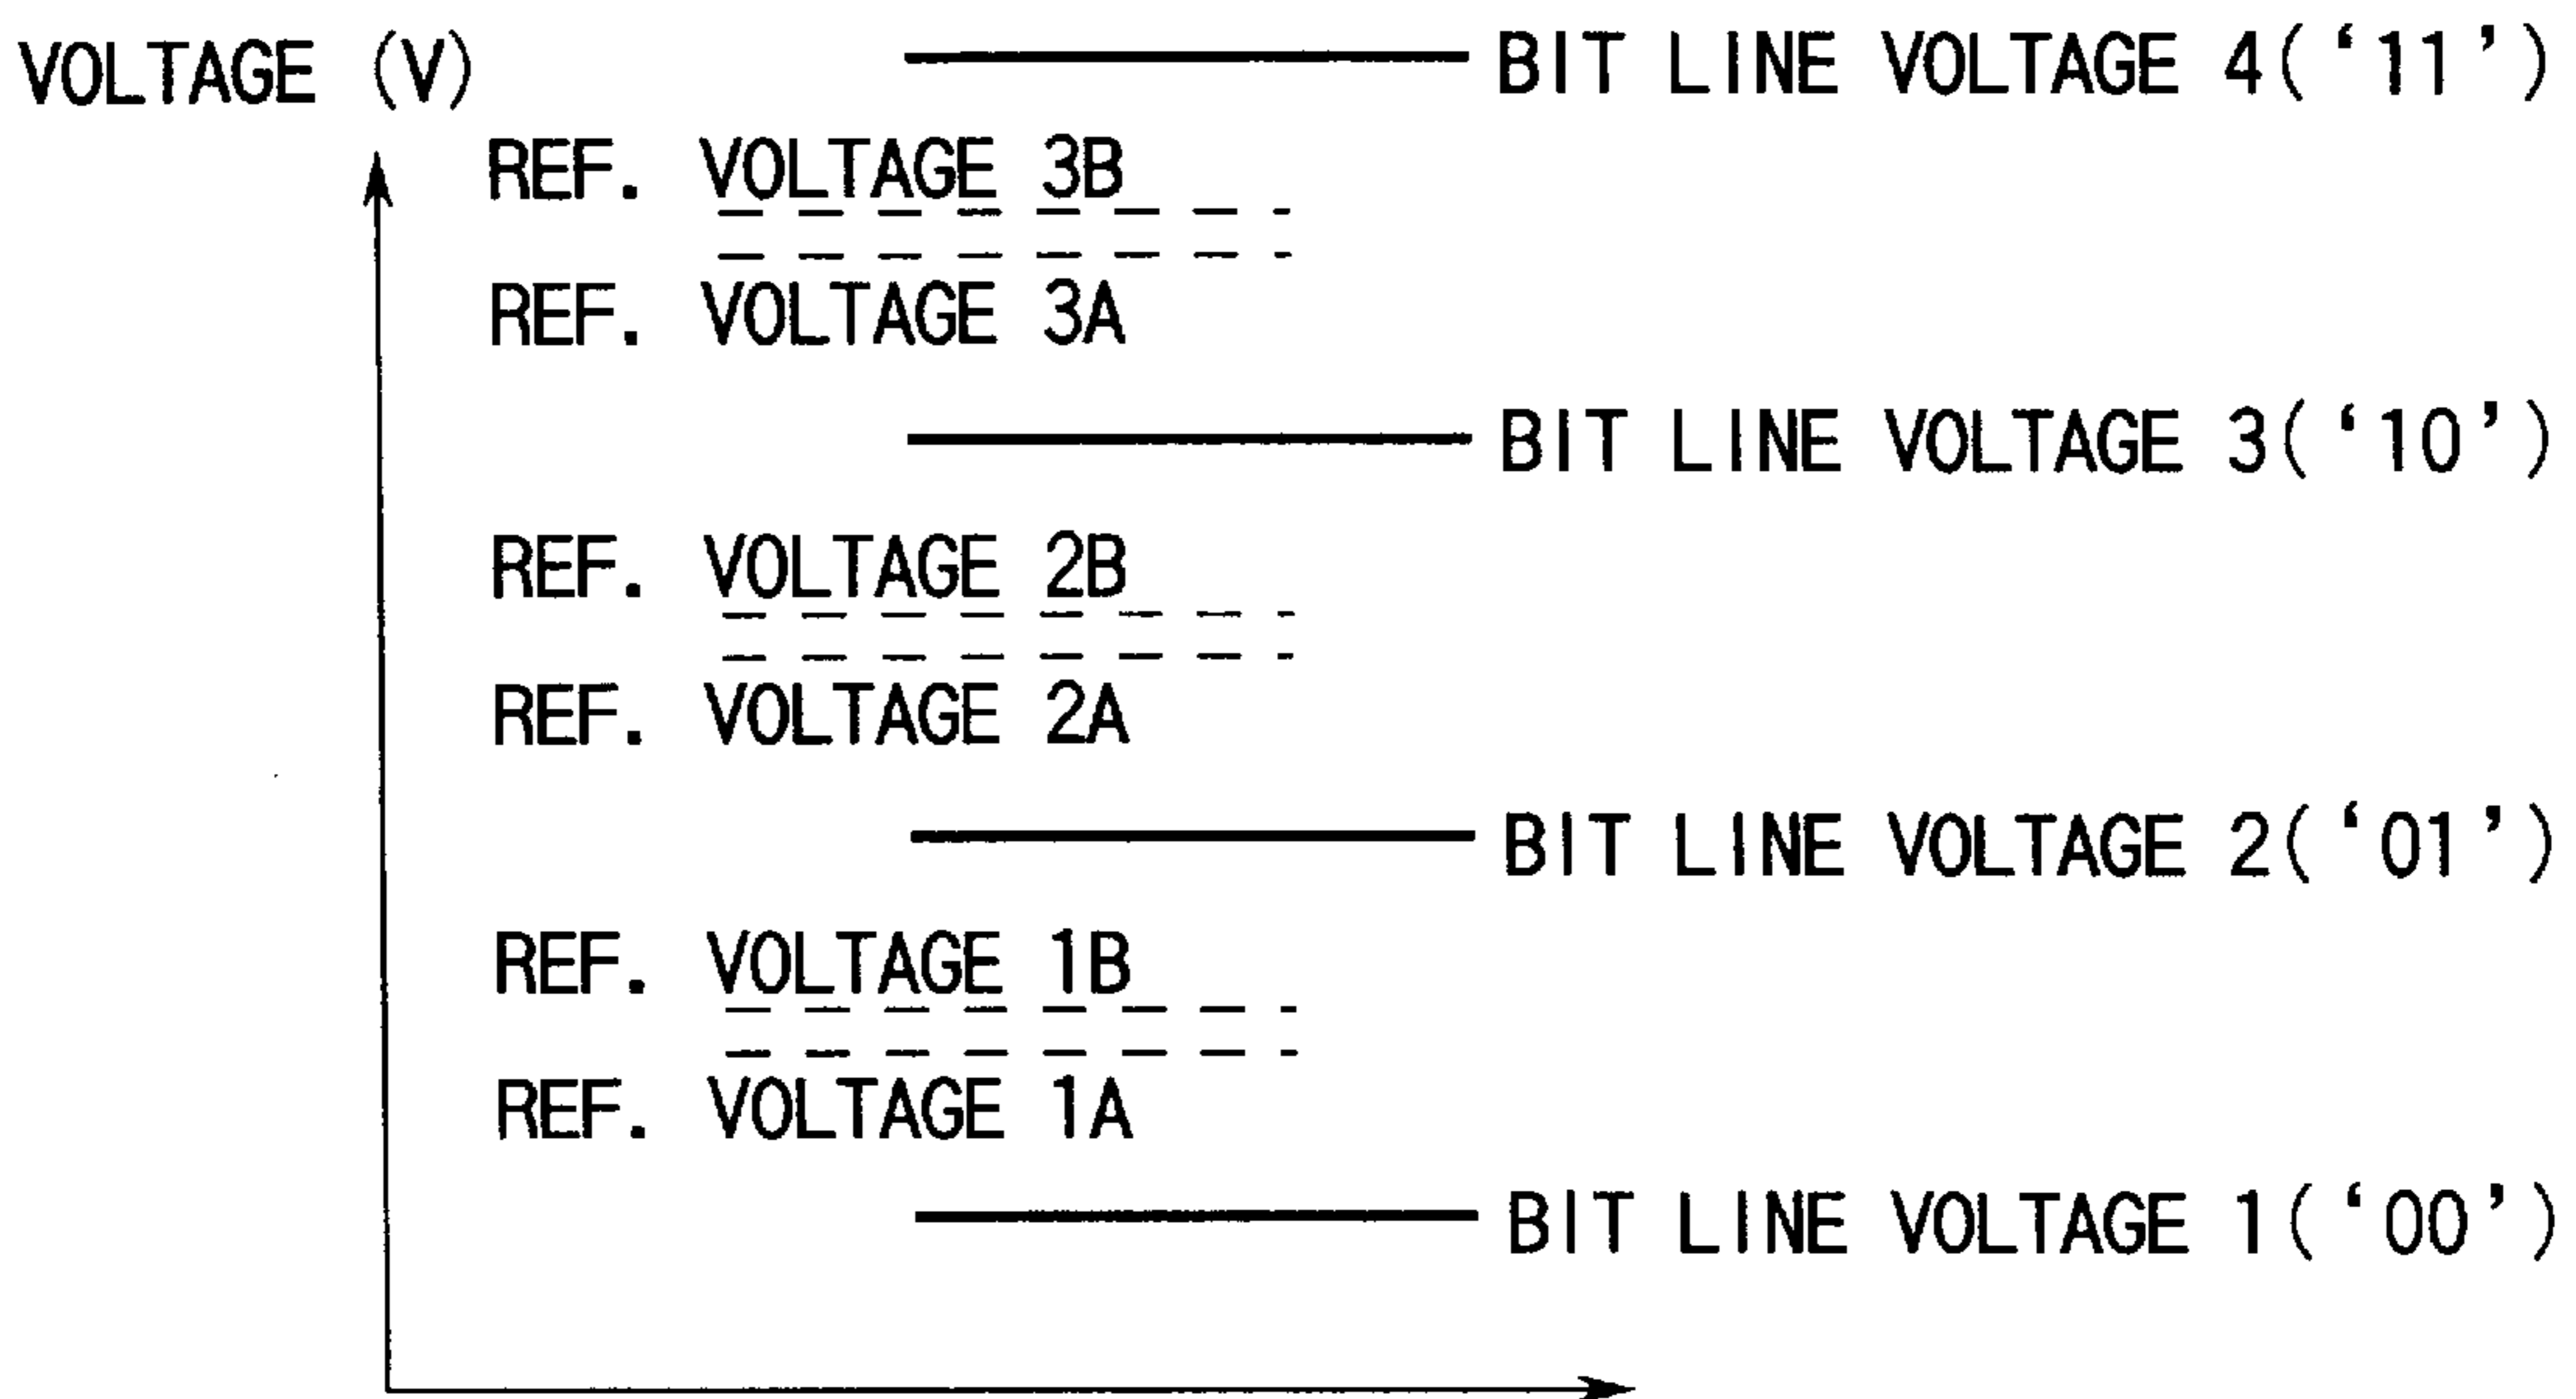 VOLTAGE (V)
BIT LINE VOLTAGE 4(‘11’)
REF. VOLTAGE 3B
REF. VOLTAGE 3A
BIT LINE VOLTAGE 3(‘10’)
REF. VOLTAGE 2B
REF. VOLTAGE 2A
BIT LINE VOLTAGE 2(‘01’)
REF. VOLTAGE 1B
REF. VOLTAGE 1A
BIT LINE VOLTAGE 1(‘00’)